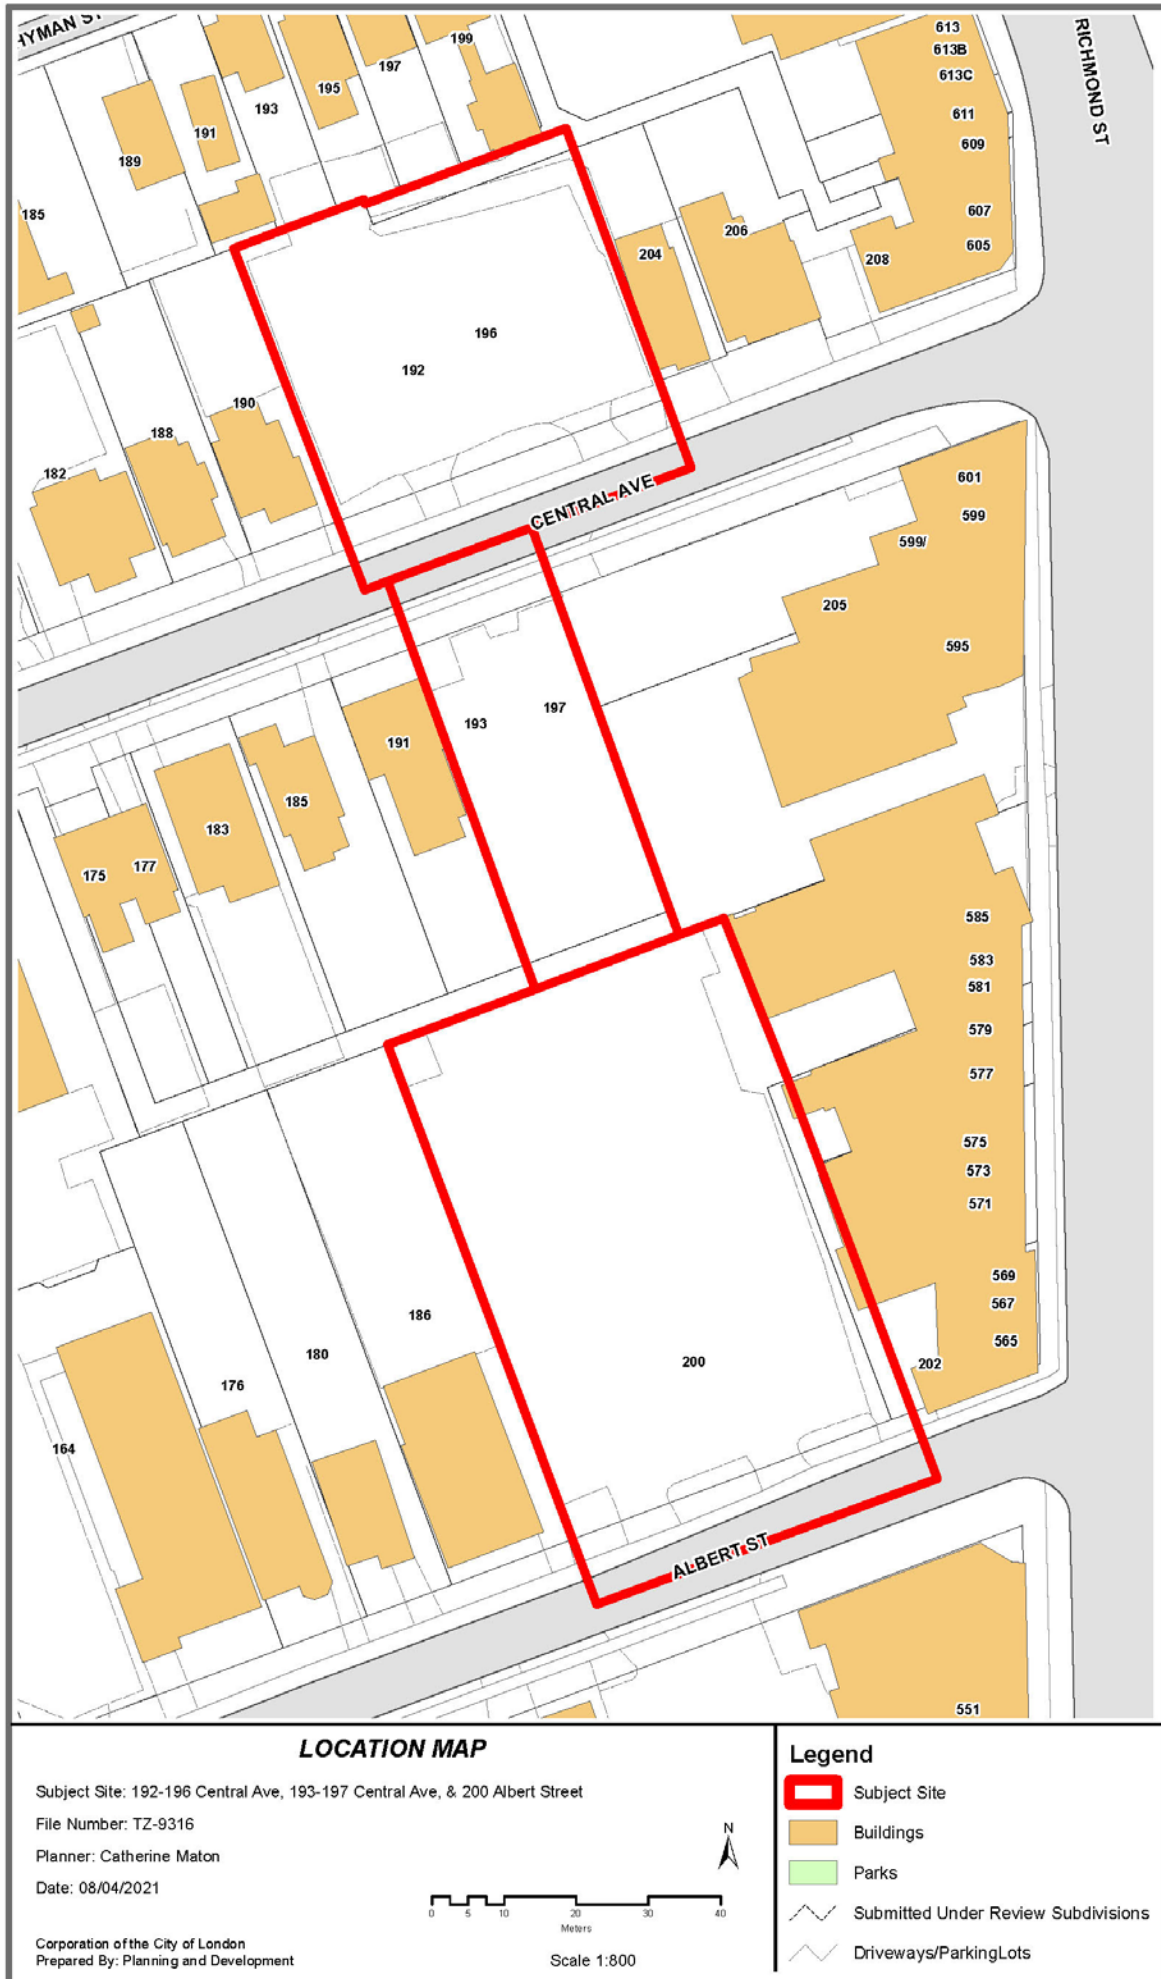 HYMAN ST
RICHMOND ST
613
613B
613C
611
609
607
605
199
197
195
193
191
189
185
204
206
208
196
192
190
188
182
CENTRAL AVE
601
599
599/
205
595
197
193
191
185
183
177
175
585
583
581
579
577
575
573
571
569
567
565
202
200
186
180
176
164
ALBERT ST
551
LOCATION MAP
Subject Site: 192-196 Central Ave, 193-197 Central Ave, & 200 Albert Street
File Number: TZ-9316
Planner: Catherine Maton
Date: 08/04/2021
Corporation of the City of London
Prepared By: Planning and Development
N
0 5 10 20 30 40
Meters
Scale 1:800
Legend
Subject Site
Buildings
Parks
Submitted Under Review Subdivisions
Driveways/ParkingLots